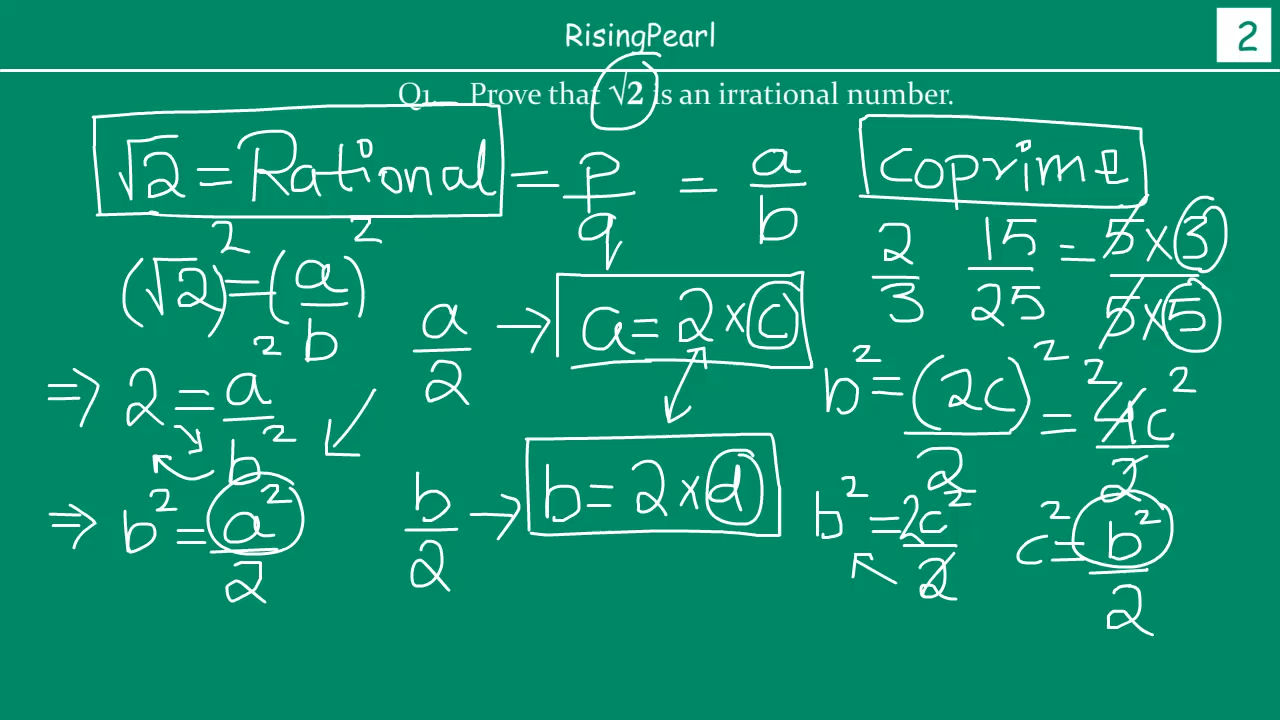 RisingPearl
2
Q1. Prove that √2 is an irrational number.
√2 = Rational = p/q = a/b
coprime
2/3
15/25 = 5×3/5×5
(√2)² = (a/b)²
a/2 → a = 2 × c
⇒ 2 = a²/b²
b² = (2c)²/2 = 4c²/2
2
b/2 → b = 2 × d
⇒ b² = a²/2
b² = 2c²/2
c² = b²/2